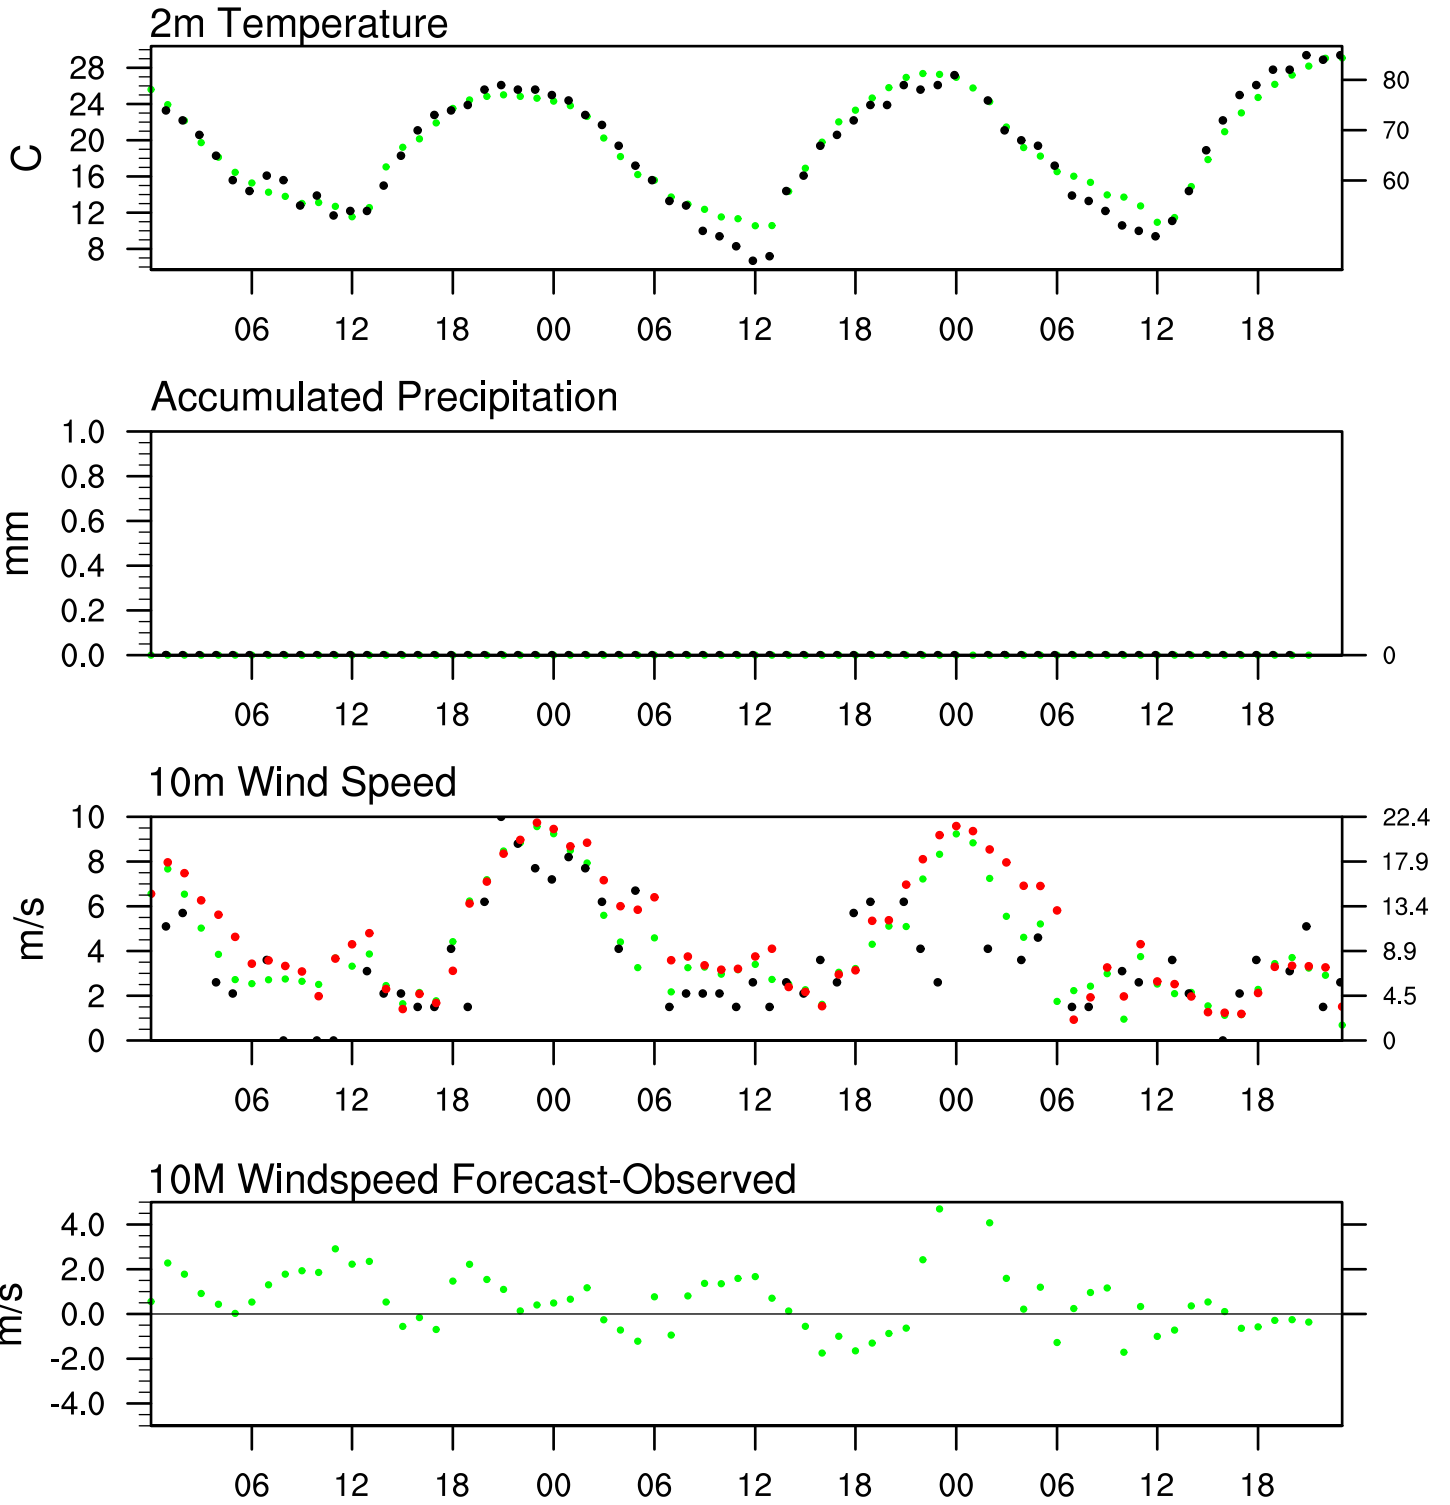 2m Temperature
28
24
20
16
12
8
C
80
70
60
06 12 18 00 06 12 18 00 06 12 18
Accumulated Precipitation
1.0
0.8
0.6
0.4
0.2
0.0
mm
0
06 12 18 00 06 12 18 00 06 12 18
10m Wind Speed
10
8
6
4
2
0
m/s
22.4
17.9
13.4
8.9
4.5
0
06 12 18 00 06 12 18 00 06 12 18
10M Windspeed Forecast-Observed
4.0
2.0
0.0
-2.0
-4.0
m/s
06 12 18 00 06 12 18 00 06 12 18